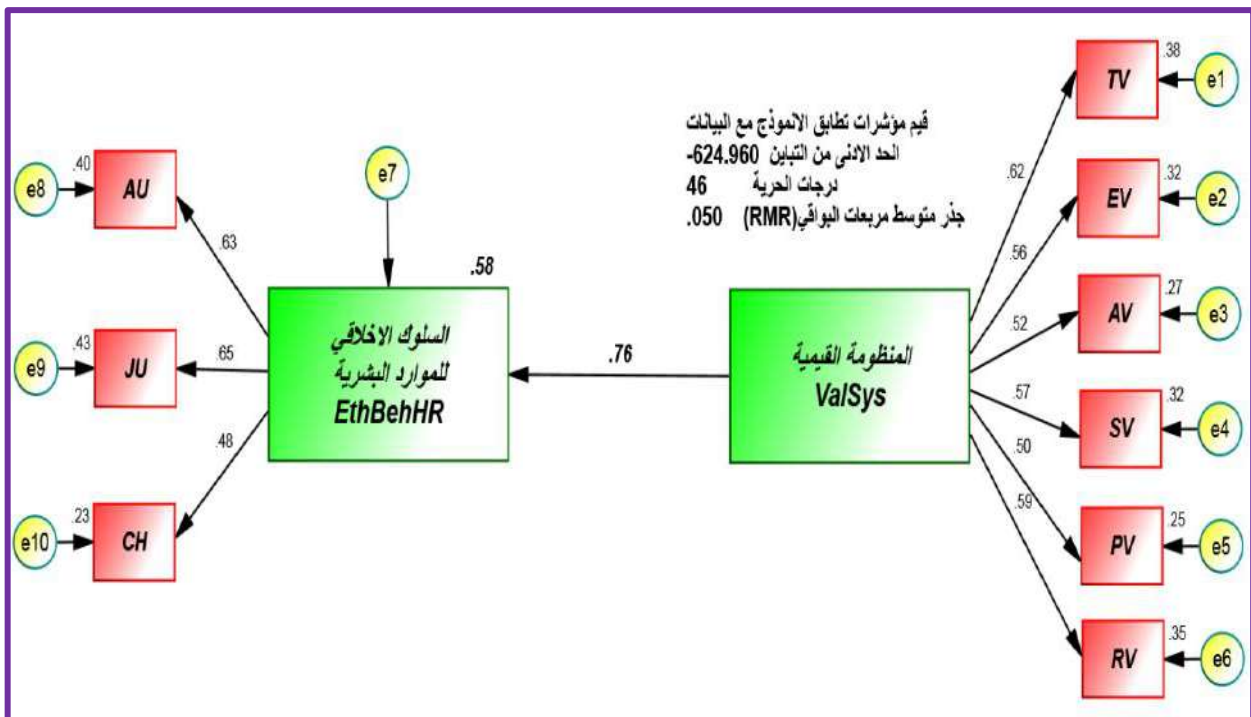 قيم مؤشرات تطابق الانموذج مع البيانات
الحد الادنى من التباين -624.960
درجات الحرية 46
جذر متوسط مربعات البواقي(RMR) .050
e8
.40
AU
.63
e9
.43
JU
.65
e10
.23
CH
.48
e7
.58
السلوك الاخلاقي
للموارد البشرية
EthBehHR
.76
المنظومة القيمية
ValSys
.62
.38
TV
e1
.56
.32
EV
e2
.52
.27
AV
e3
.57
.32
SV
e4
.50
.25
PV
e5
.59
.35
RV
e6